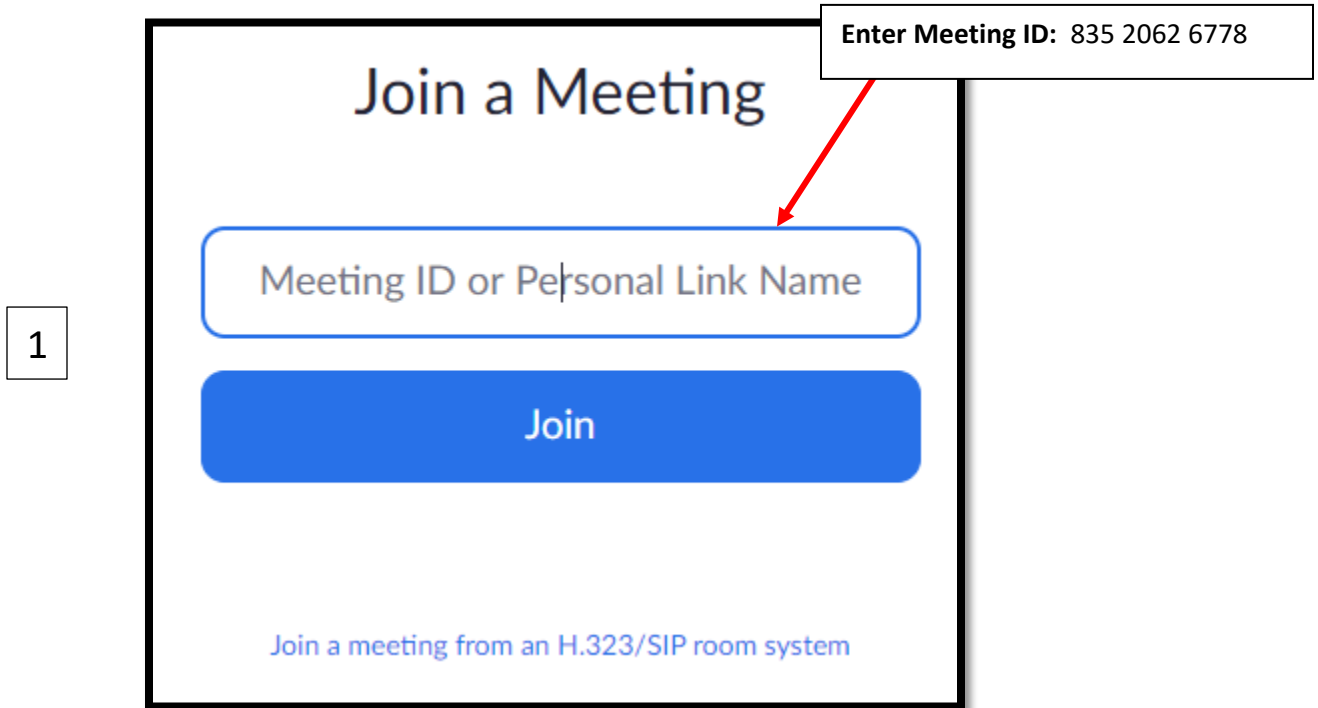 Enter Meeting ID: 835 2062 6778
Join a Meeting
Meeting ID or Personal Link Name
1
Join
Join a meeting from an H.323/SIP room system